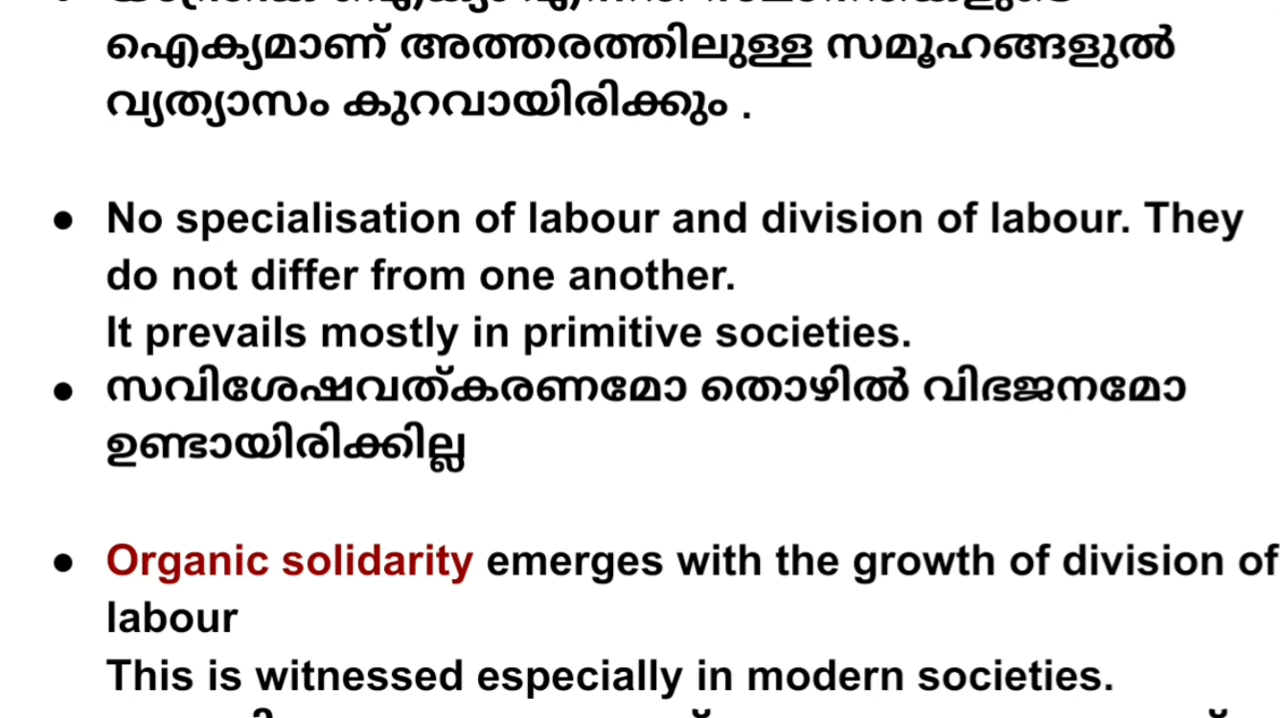 ഐക്യമാണ് അത്തരത്തിലുള്ള സമൂഹങ്ങളുൽ
വ്യത്യാസം കുറവായിരിക്കും .
● No specialisation of labour and division of labour. They
do not differ from one another.
It prevails mostly in primitive societies.
● സവിശേഷവത്കരണമോ തൊഴിൽ വിഭജനമോ
ഉണ്ടായിരിക്കില്ല
● Organic solidarity emerges with the growth of division of
labour
This is witnessed especially in modern societies.